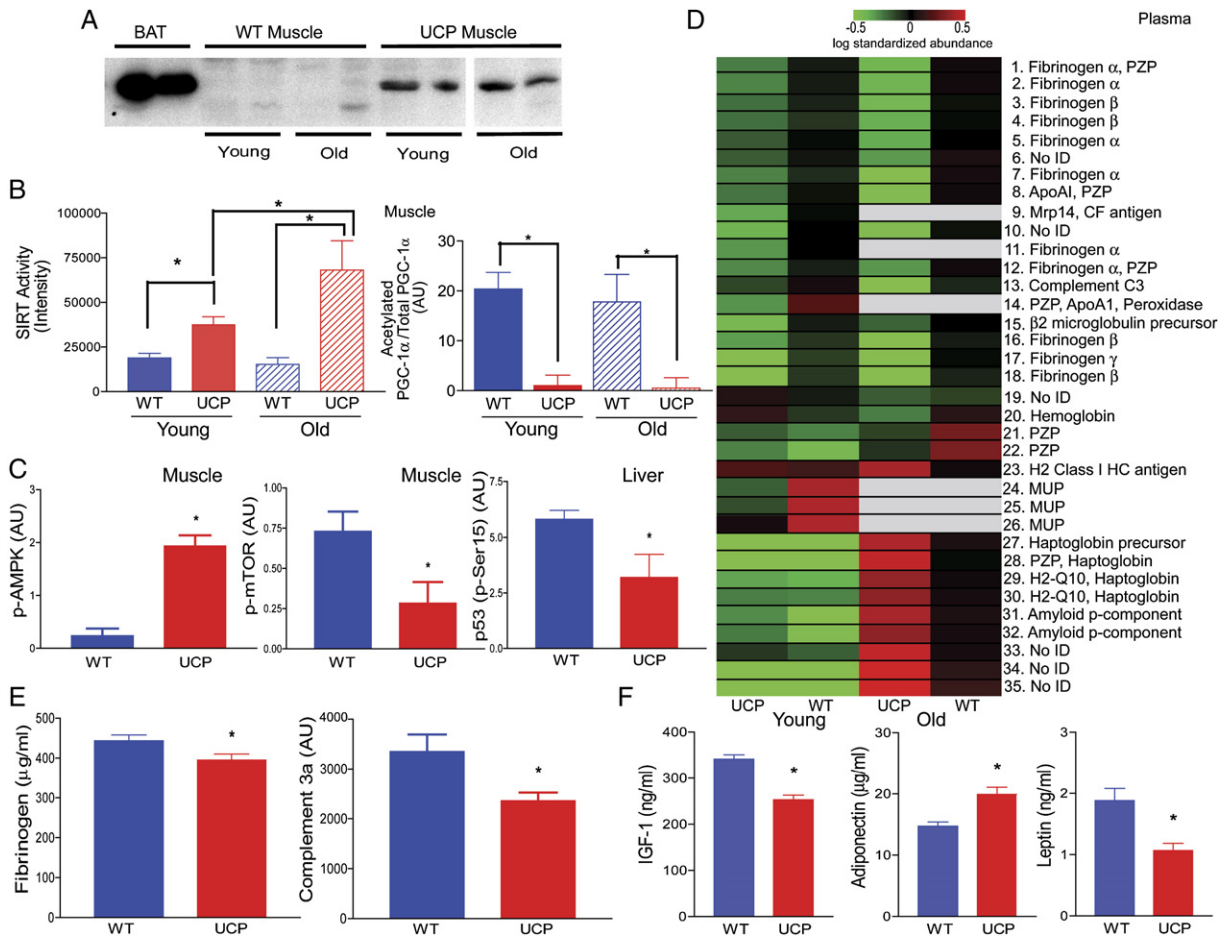 A
BAT WT Muscle UCP Muscle
Young Old Young Old
B
SIRT Activity
(Intensity)
100000
75000
50000
25000
0
*
*
*
WT UCP WT UCP
Young Old
Muscle
Acetylated
PGC-1α/Total PGC-1α
(AU)
30
20
10
0
*
*
WT UCP WT UCP
Young Old
C
Muscle
p-AMPK (AU)
3
2
1
0
*
WT UCP
Muscle
p-mTOR (AU)
1.00
0.75
0.50
0.25
0
*
WT UCP
Liver
p53 (p-Ser15) (AU)
7.5
5.0
2.5
0
*
WT UCP
D
-0.5 0 0.5
log standardized abundance
Plasma
1. Fibrinogen α, PZP
2. Fibrinogen α
3. Fibrinogen β
4. Fibrinogen β
5. Fibrinogen α
6. No ID
7. Fibrinogen α
8. ApoAI, PZP
9. Mrp14, CF antigen
10. No ID
11. Fibrinogen α
12. Fibrinogen α, PZP
13. Complement C3
14. PZP, ApoA1, Peroxidase
15. β2 microglobulin precursor
16. Fibrinogen β
17. Fibrinogen γ
18. Fibrinogen β
19. No ID
20. Hemoglobin
21. PZP
22. PZP
23. H2 Class I HC antigen
24. MUP
25. MUP
26. MUP
27. Haptoglobin precursor
28. PZP, Haptoglobin
29. H2-Q10, Haptoglobin
30. H2-Q10, Haptoglobin
31. Amyloid p-component
32. Amyloid p-component
33. No ID
34. No ID
35. No ID
UCP WT UCP WT
Young Old
E
Fibrinogen (μg/ml)
500
400
300
200
100
0
*
WT UCP
Complement 3a (AU)
4000
3000
2000
1000
0
*
WT UCP
F
IGF-1 (ng/ml)
400
300
200
100
0
*
WT UCP
Adiponectin (μg/ml)
30
20
10
0
*
WT UCP
Leptin (ng/ml)
3
2
1
0
*
WT UCP